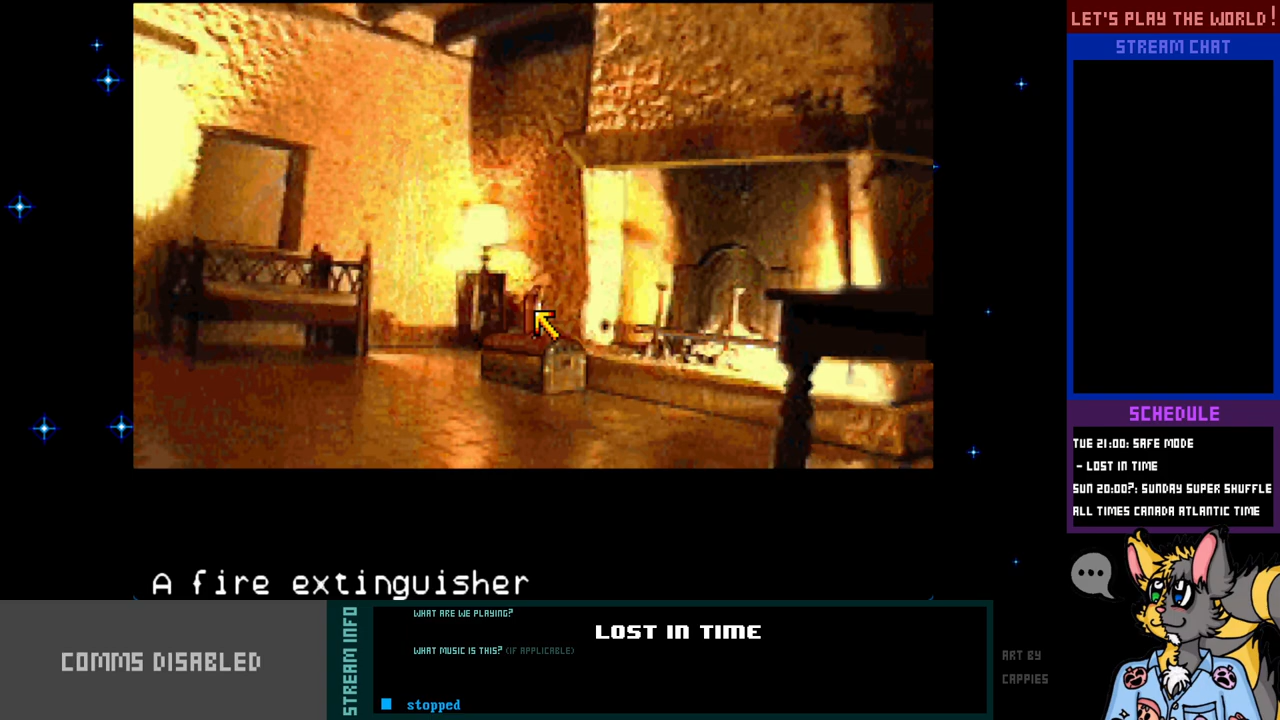 LET'S PLAY THE WORLD!
STREAM CHAT
SCHEDULE
TUE 21:00: SAFE MODE
- LOST IN TIME
SUN 20:00?: SUNDAY SUPER SHUFFLE
ALL TIMES CANADA ATLANTIC TIME
A fire extinguisher
COMMS DISABLED
STREAM INFO
WHAT ARE WE PLAYING?
LOST IN TIME
WHAT MUSIC IS THIS? (IF APPLICABLE)
stopped
ART BY
CAPPIES